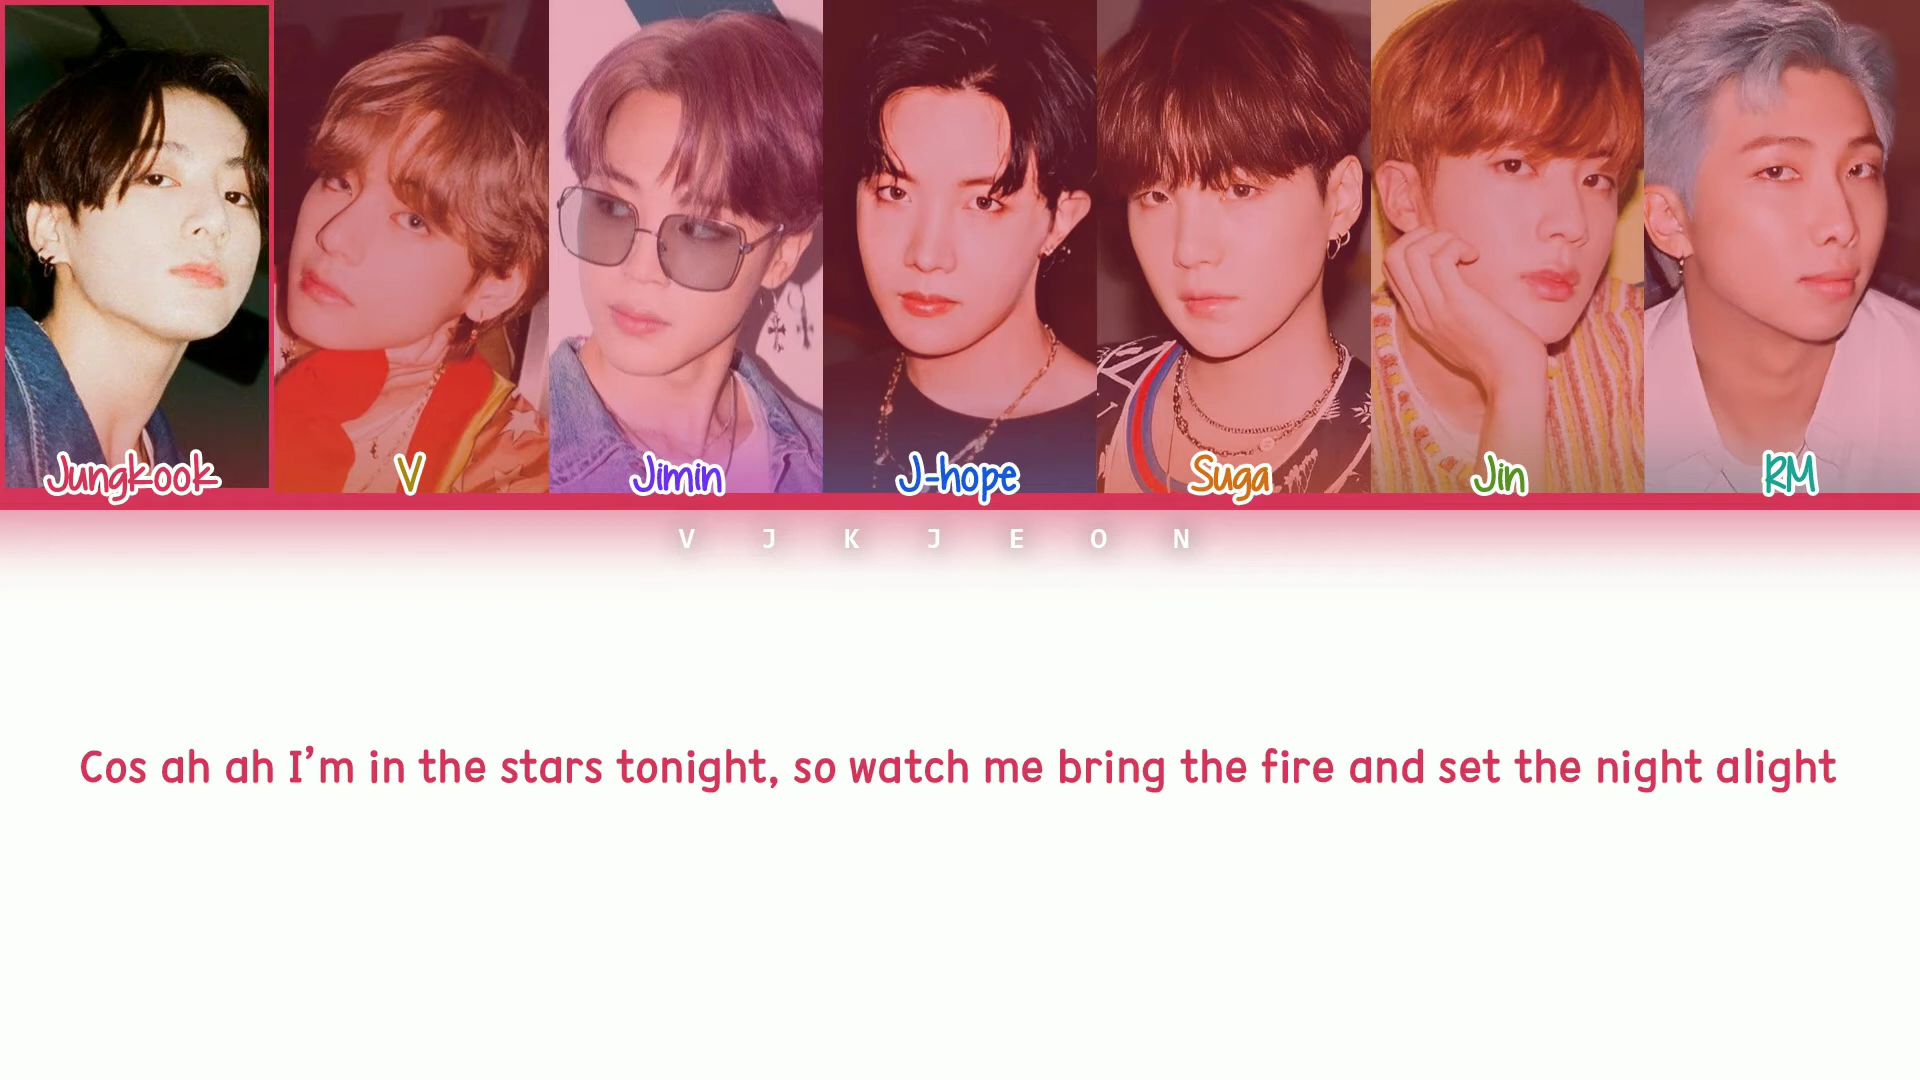 Jungkook V Jimin J-hope Suga Jin RM
V J K J E O N
Cos ah ah I’m in the stars tonight, so watch me bring the fire and set the night alight